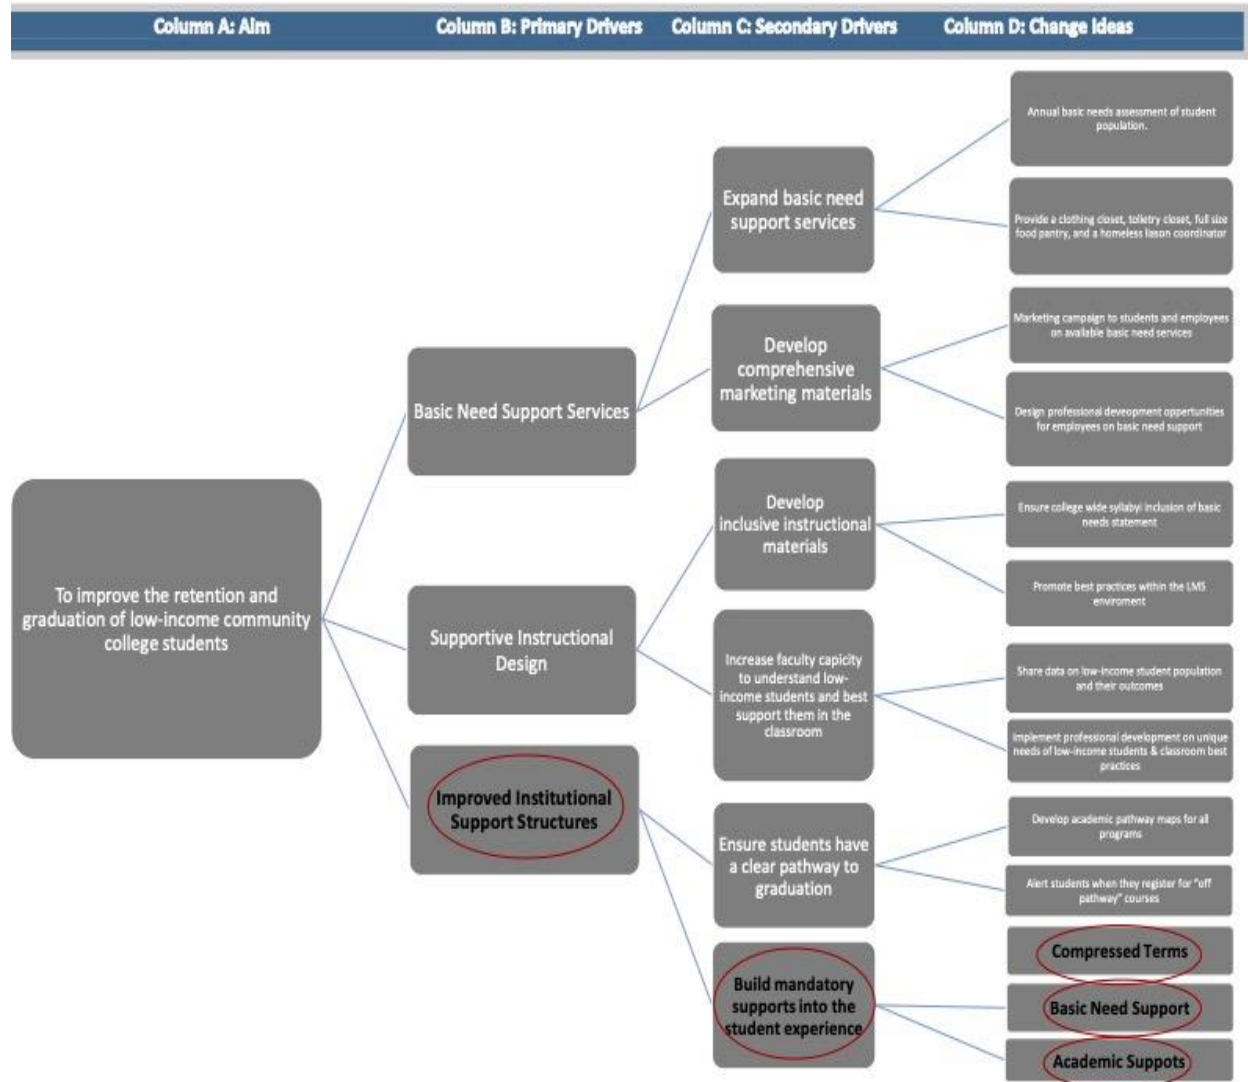 Column A: Aim
Column B: Primary Drivers
Column C: Secondary Drivers
Column D: Change Ideas
To improve the retention and
graduation of low-income community
college students
Basic Need Support Services
Supportive Instructional
Design
Improved Institutional
Support Structures
Expand basic need
support services
Develop
comprehensive
marketing materials
Develop
inclusive instructional
materials
Increase faculty capicity
to understand low-
income students and best
support them in the
classroom
Ensure students have
a clear pathway to
graduation
Build mandatory
supports into the
student experience
Annual basic needs assessment of student
population.
Provide a clothing closet, toiletry closet, full size
food pantry, and a homeless liason coordinator
Marketing campaign to students and employees
on available basic need services
Design professional deveopment oppertunities
for employees on basic need support
Ensure college wide syllabyi inclusion of basic
needs statement
Promote best practices within the LMS
enviroment
Share data on low-income student population
and their outcomes
Implement professional development on unique
needs of low-income students & classroom best
practices
Develop academic pathway maps for all
programs
Alert students when they register for "off
pathway" courses
Compressed Terms
Basic Need Support
Academic Suppots